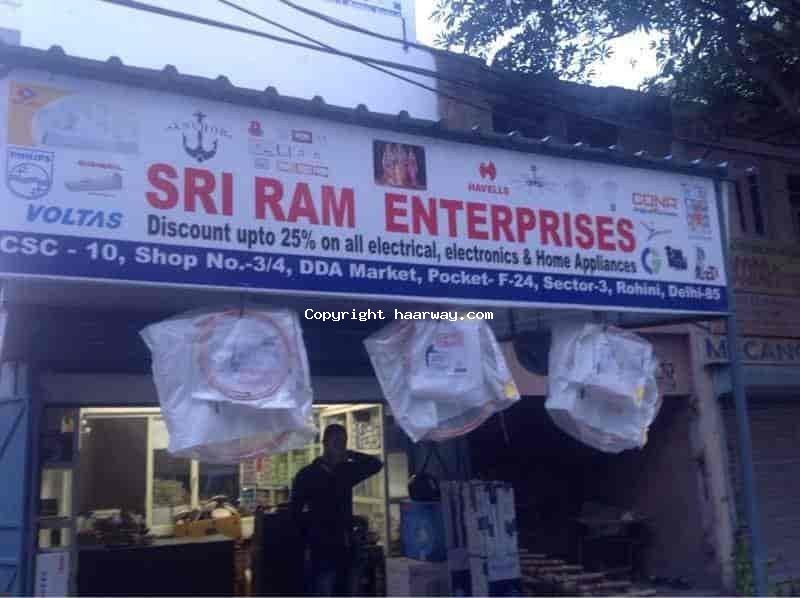 ANCHOR
PHILIPS
HAVELLS
CONA
VOLTAS
SRI RAM ENTERPRISES
Discount upto 25% on all electrical, electronics & Home Appliances
CSC - 10, Shop No.-3/4, DDA Market, Pocket- F-24, Sector-3, Rohini, Delhi-85
Copyright haarway.com
MECANO